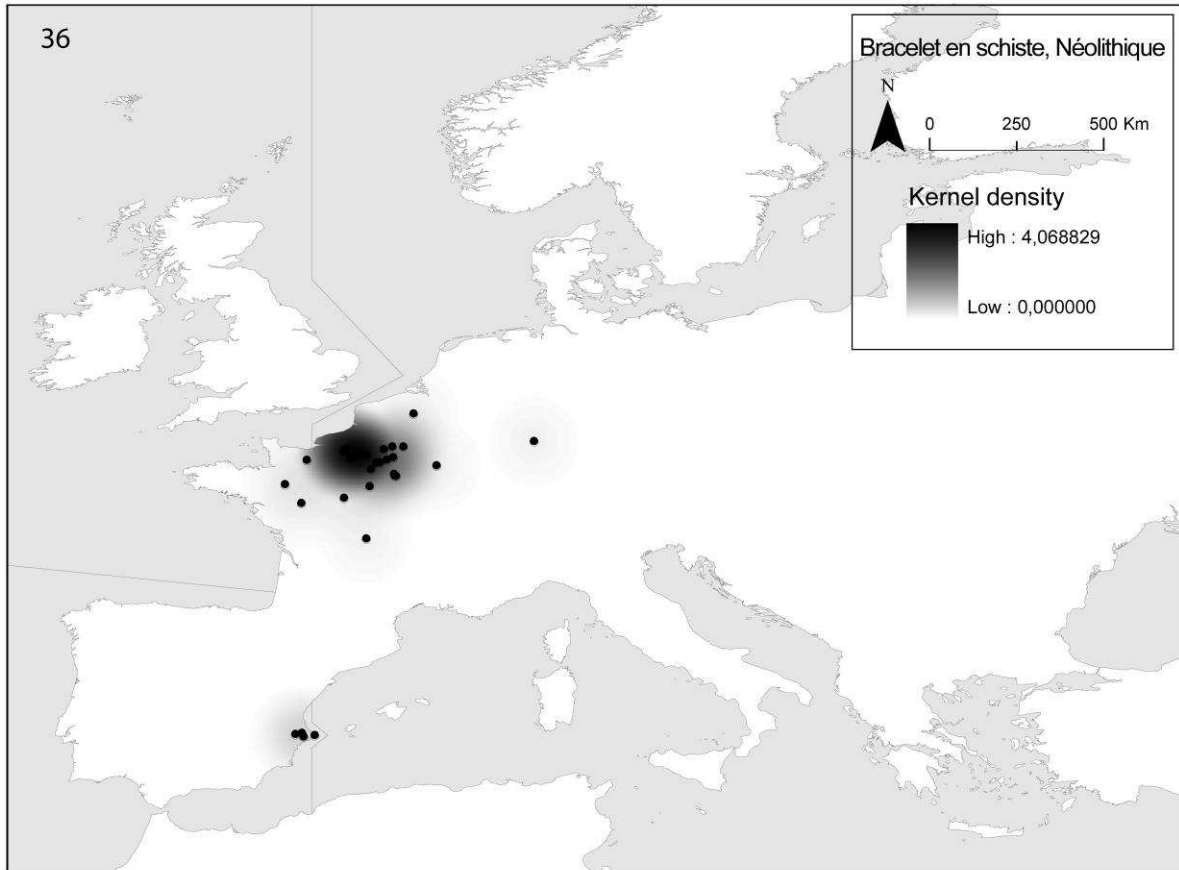 36
Bracelet en schiste, Néolithique
N
0 250 500 Km
Kernel density
High : 4,068829
Low : 0,000000